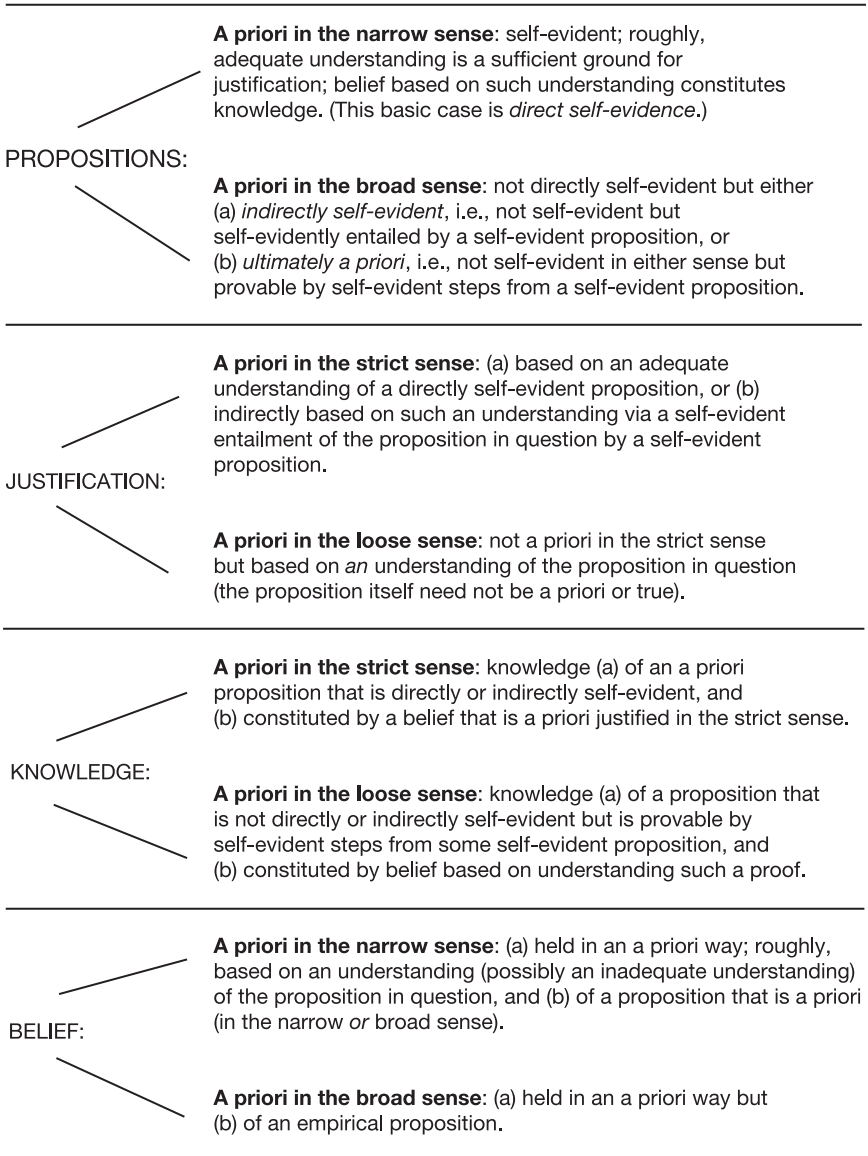 A priori in the narrow sense: self-evident; roughly,
adequate understanding is a sufficient ground for
justification; belief based on such understanding constitutes
knowledge. (This basic case is direct self-evidence.)
PROPOSITIONS:
A priori in the broad sense: not directly self-evident but either
(a) indirectly self-evident, i.e., not self-evident but
self-evidently entailed by a self-evident proposition, or
(b) ultimately a priori, i.e., not self-evident in either sense but
provable by self-evident steps from a self-evident proposition.
A priori in the strict sense: (a) based on an adequate
understanding of a directly self-evident proposition, or (b)
indirectly based on such an understanding via a self-evident
entailment of the proposition in question by a self-evident
proposition.
JUSTIFICATION:
A priori in the loose sense: not a priori in the strict sense
but based on an understanding of the proposition in question
(the proposition itself need not be a priori or true).
A priori in the strict sense: knowledge (a) of an a priori
proposition that is directly or indirectly self-evident, and
(b) constituted by a belief that is a priori justified in the strict sense.
KNOWLEDGE:
A priori in the loose sense: knowledge (a) of a proposition that
is not directly or indirectly self-evident but is provable by
self-evident steps from some self-evident proposition, and
(b) constituted by belief based on understanding such a proof.
A priori in the narrow sense: (a) held in an a priori way; roughly,
based on an understanding (possibly an inadequate understanding)
of the proposition in question, and (b) of a proposition that is a priori
(in the narrow or broad sense).
BELIEF:
A priori in the broad sense: (a) held in an a priori way but
(b) of an empirical proposition.